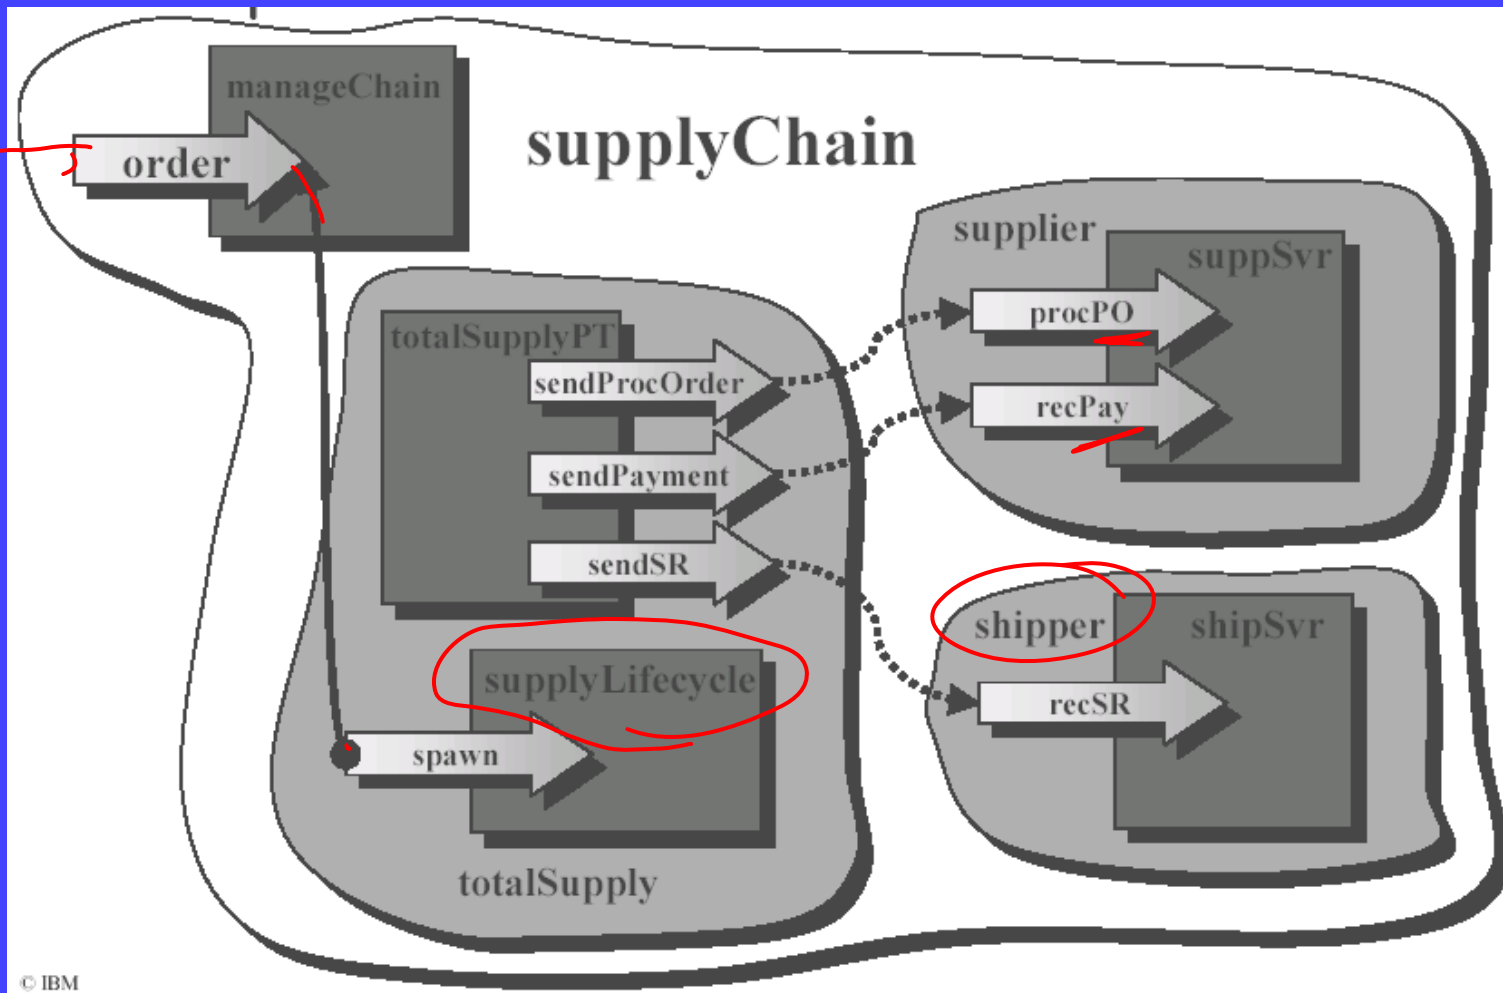 manageChain
order
supplyChain
supplier
suppSvr
procPO
recPay
totalSupplyPT
sendProcOrder
sendPayment
sendSR
shipper
shipSvr
recSR
supplyLifecycle
spawn
totalSupply
© IBM